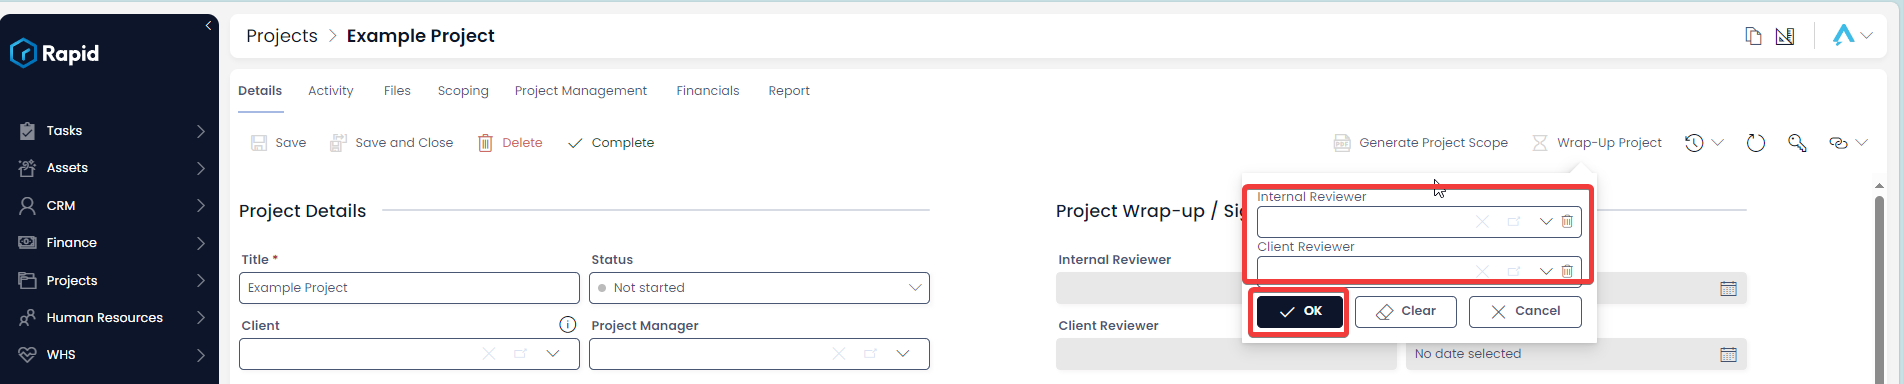 Rapid
Projects > Example Project
Details Activity Files Scoping Project Management Financials Report
Save Save and Close Delete Complete Generate Project Scope Wrap-Up Project
Tasks
Assets
CRM
Finance
Projects
Human Resources
WHS
Project Details
Title *
Example Project
Status
Not started
Client
Project Manager
Project Wrap-up / Sig
Internal Reviewer
Client Reviewer
No date selected
Internal Reviewer
Client Reviewer
OK Clear Cancel